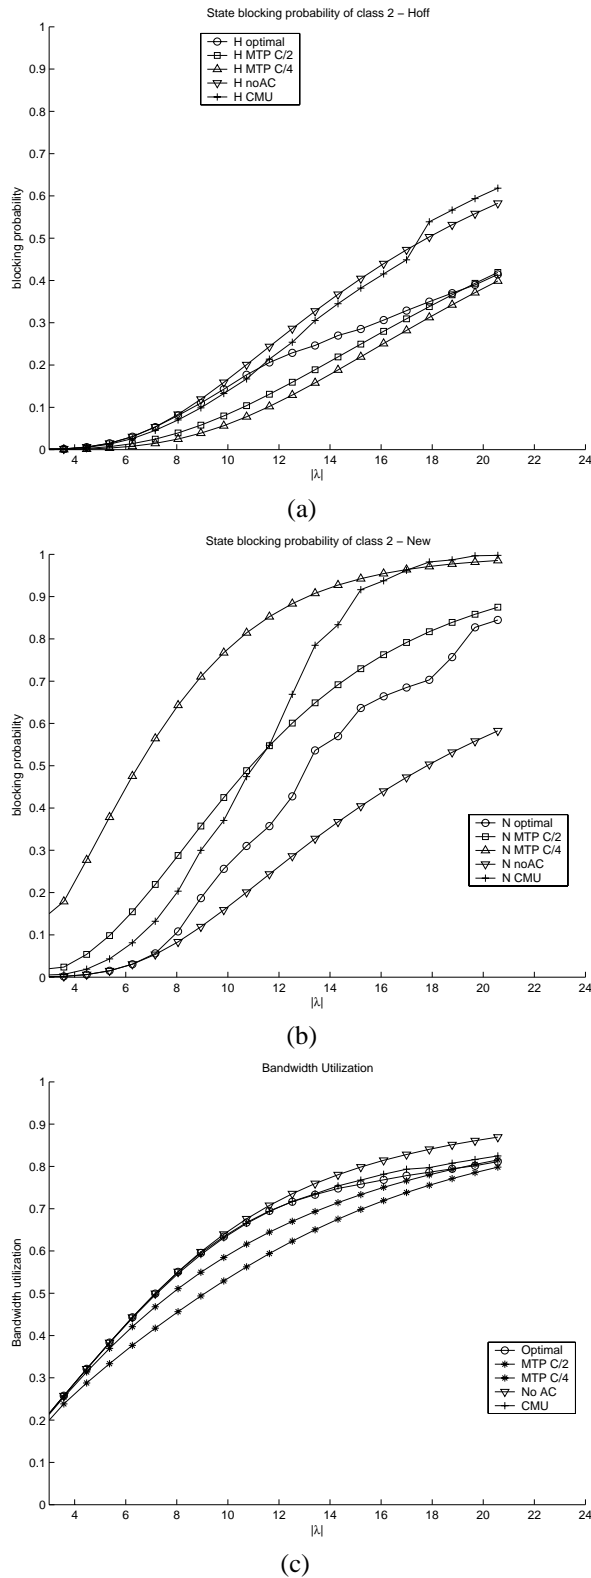 State blocking probability of class 2 – Hoff
1
0.9
0.8
0.7
0.6
0.5
0.4
0.3
0.2
0.1
0
blocking probability
H optimal
H MTP C/2
H MTP C/4
H noAC
H CMU
4 6 8 10 12 14 16 18 20 22 24
|λ|
(a)
State blocking probability of class 2 – New
1
0.9
0.8
0.7
0.6
0.5
0.4
0.3
0.2
0.1
0
blocking probability
N optimal
N MTP C/2
N MTP C/4
N noAC
N CMU
4 6 8 10 12 14 16 18 20 22 24
|λ|
(b)
Bandwidth Utilization
1
0.9
0.8
0.7
0.6
0.5
0.4
0.3
0.2
0.1
0
Bandwidth utilization
Optimal
MTP C/2
MTP C/4
No AC
CMU
4 6 8 10 12 14 16 18 20 22 24
|λ|
(c)